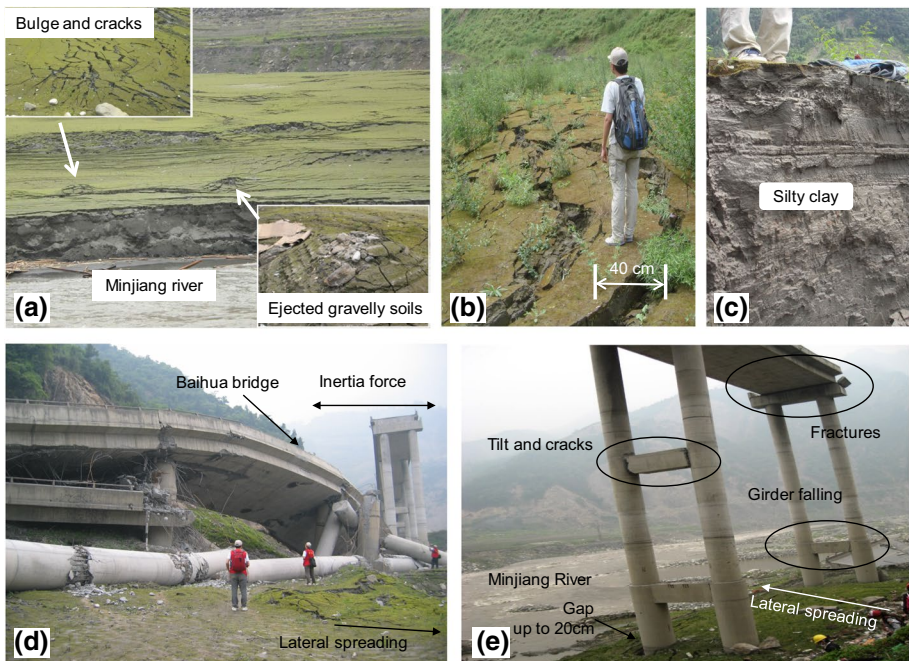 Bulge and cracks
Minjiang river
Ejected gravelly soils
(a)
40 cm
(b)
Silty clay
(c)
Baihua bridge
Inertia force
Lateral spreading
(d)
Tilt and cracks
Fractures
Girder falling
Minjiang River
Gap
up to 20cm
Lateral spreading
(e)